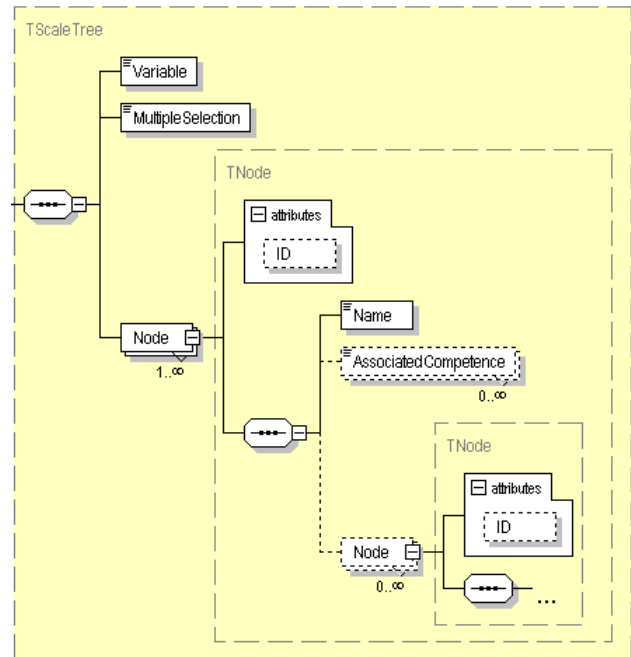 TScaleTree
Variable
MultipleSelection
TNode
attributes
ID
Node
1..∞
Name
AssociatedCompetence
0..∞
TNode
attributes
ID
Node
0..∞
...